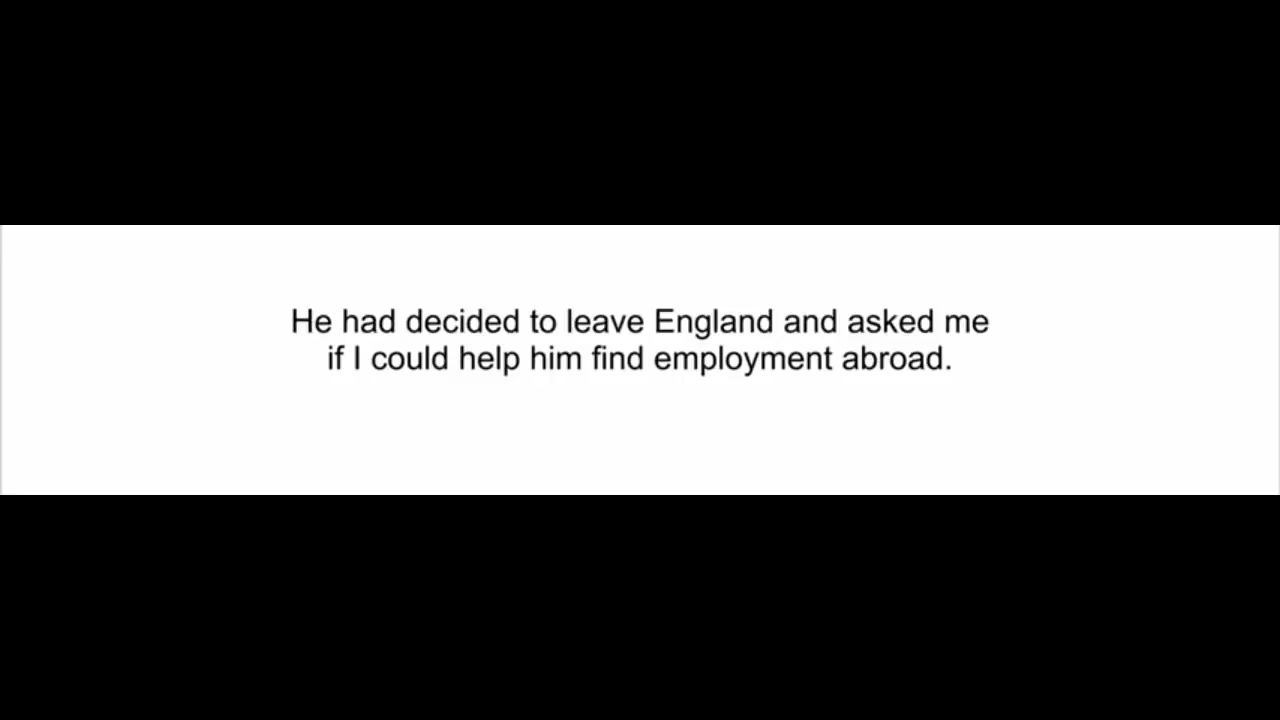 He had decided to leave England and asked me
if I could help him find employment abroad.